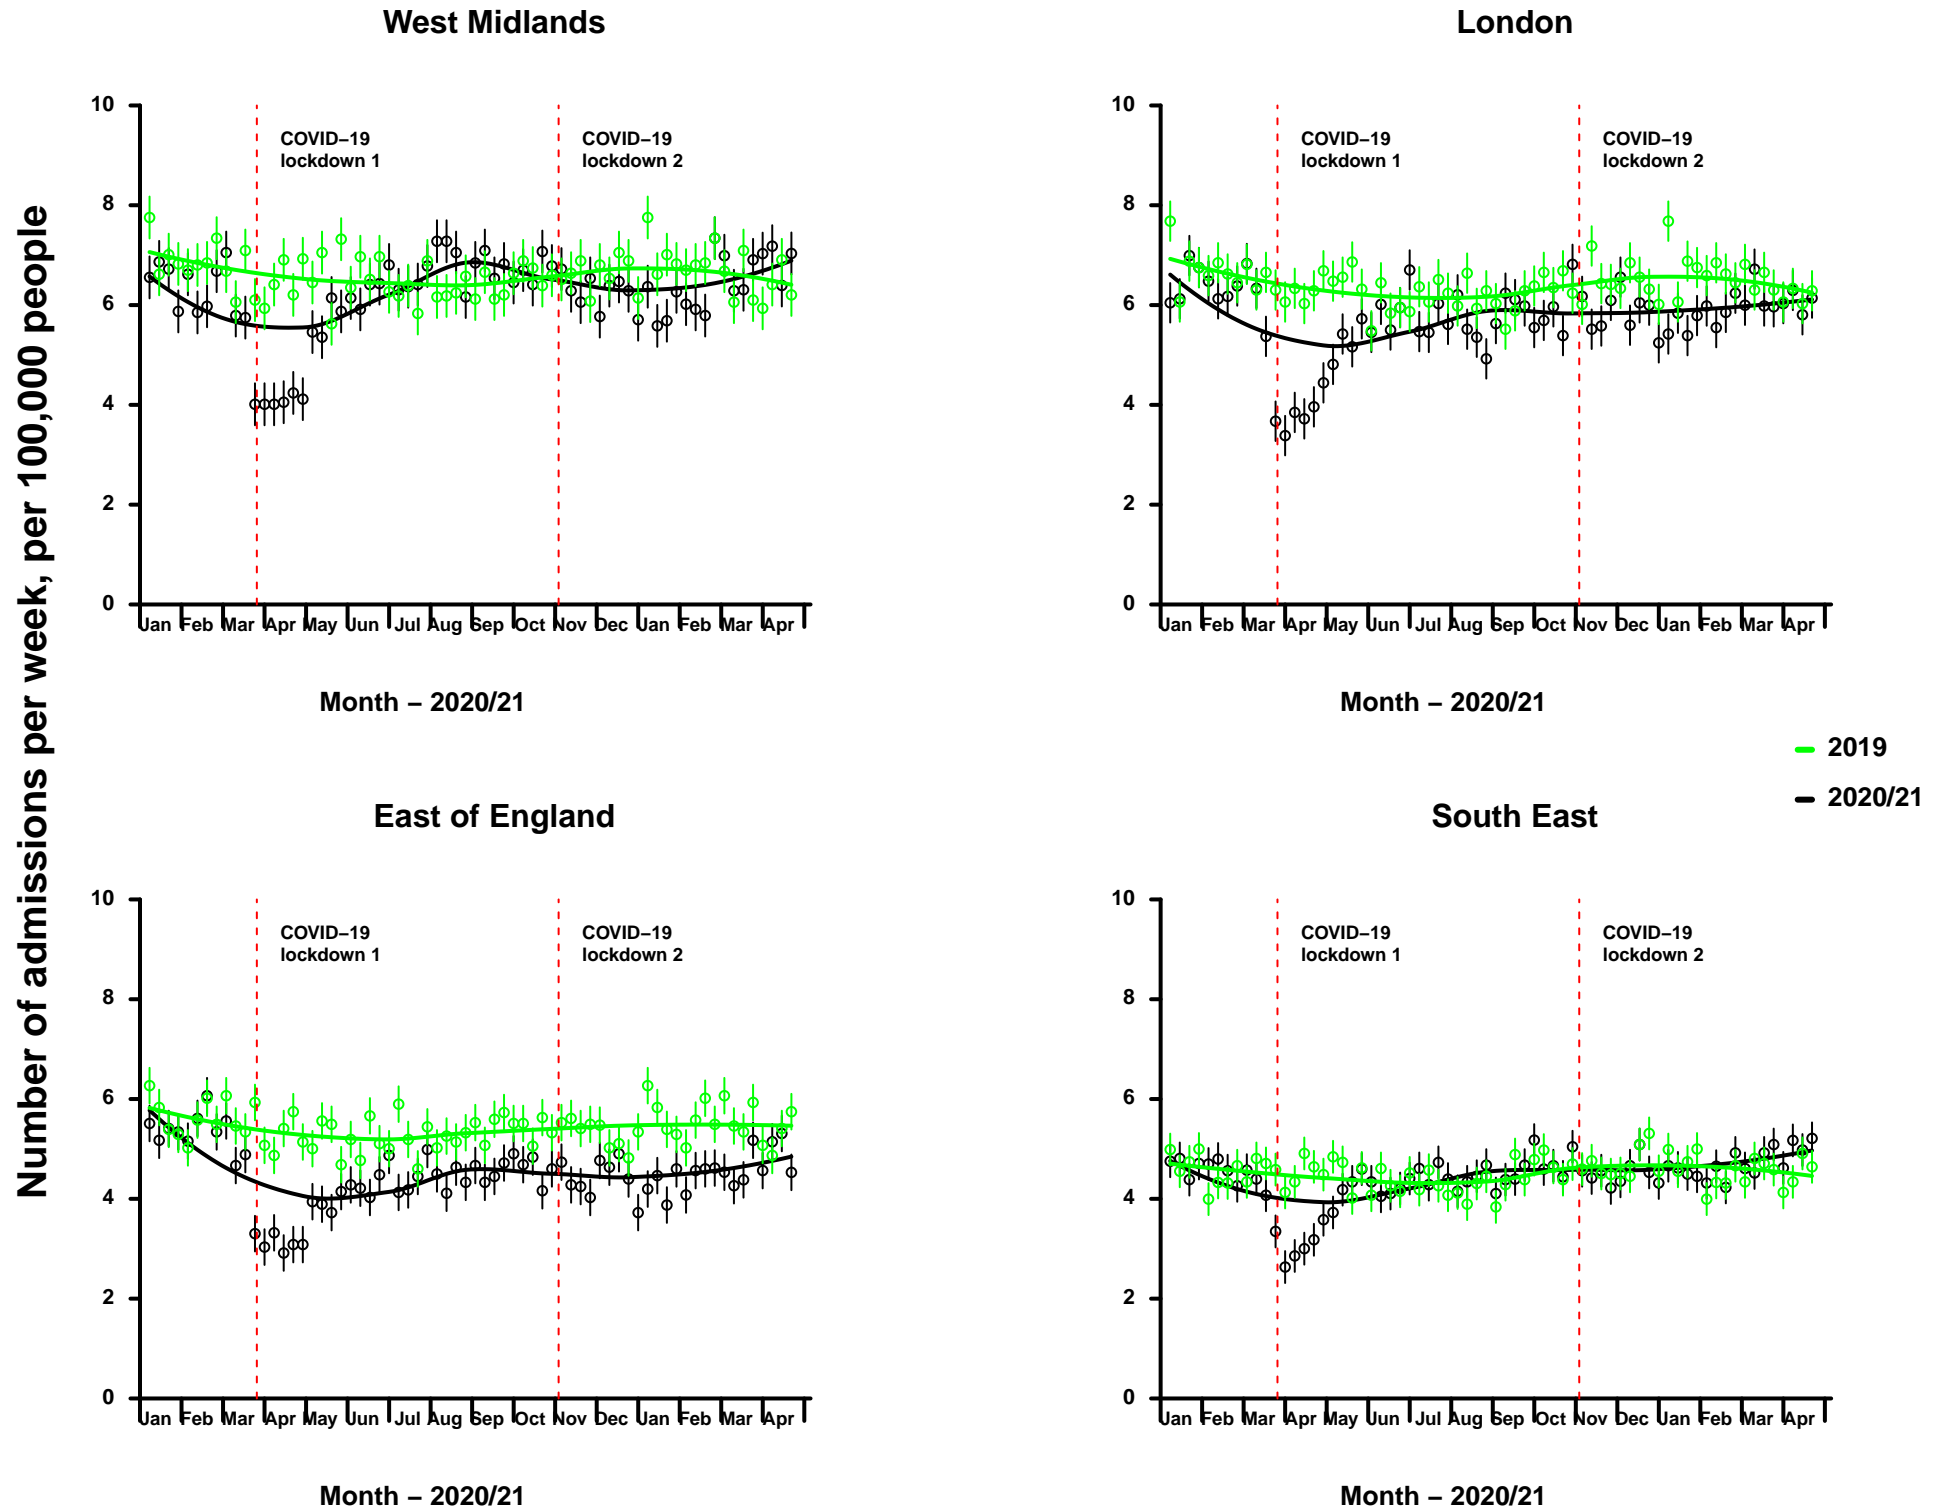 West Midlands
London
Number of admissions per week, per 100,000 people
10
8
6
4
2
0
COVID–19
lockdown 1
COVID–19
lockdown 2
Jan Feb Mar Apr May Jun Jul Aug Sep Oct Nov Dec Jan Feb Mar Apr
Month – 2020/21
10
8
6
4
2
0
COVID–19
lockdown 1
COVID–19
lockdown 2
Jan Feb Mar Apr May Jun Jul Aug Sep Oct Nov Dec Jan Feb Mar Apr
Month – 2020/21
2019
2020/21
East of England
South East
10
8
6
4
2
0
COVID–19
lockdown 1
COVID–19
lockdown 2
Jan Feb Mar Apr May Jun Jul Aug Sep Oct Nov Dec Jan Feb Mar Apr
Month – 2020/21
10
8
6
4
2
0
COVID–19
lockdown 1
COVID–19
lockdown 2
Jan Feb Mar Apr May Jun Jul Aug Sep Oct Nov Dec Jan Feb Mar Apr
Month – 2020/21